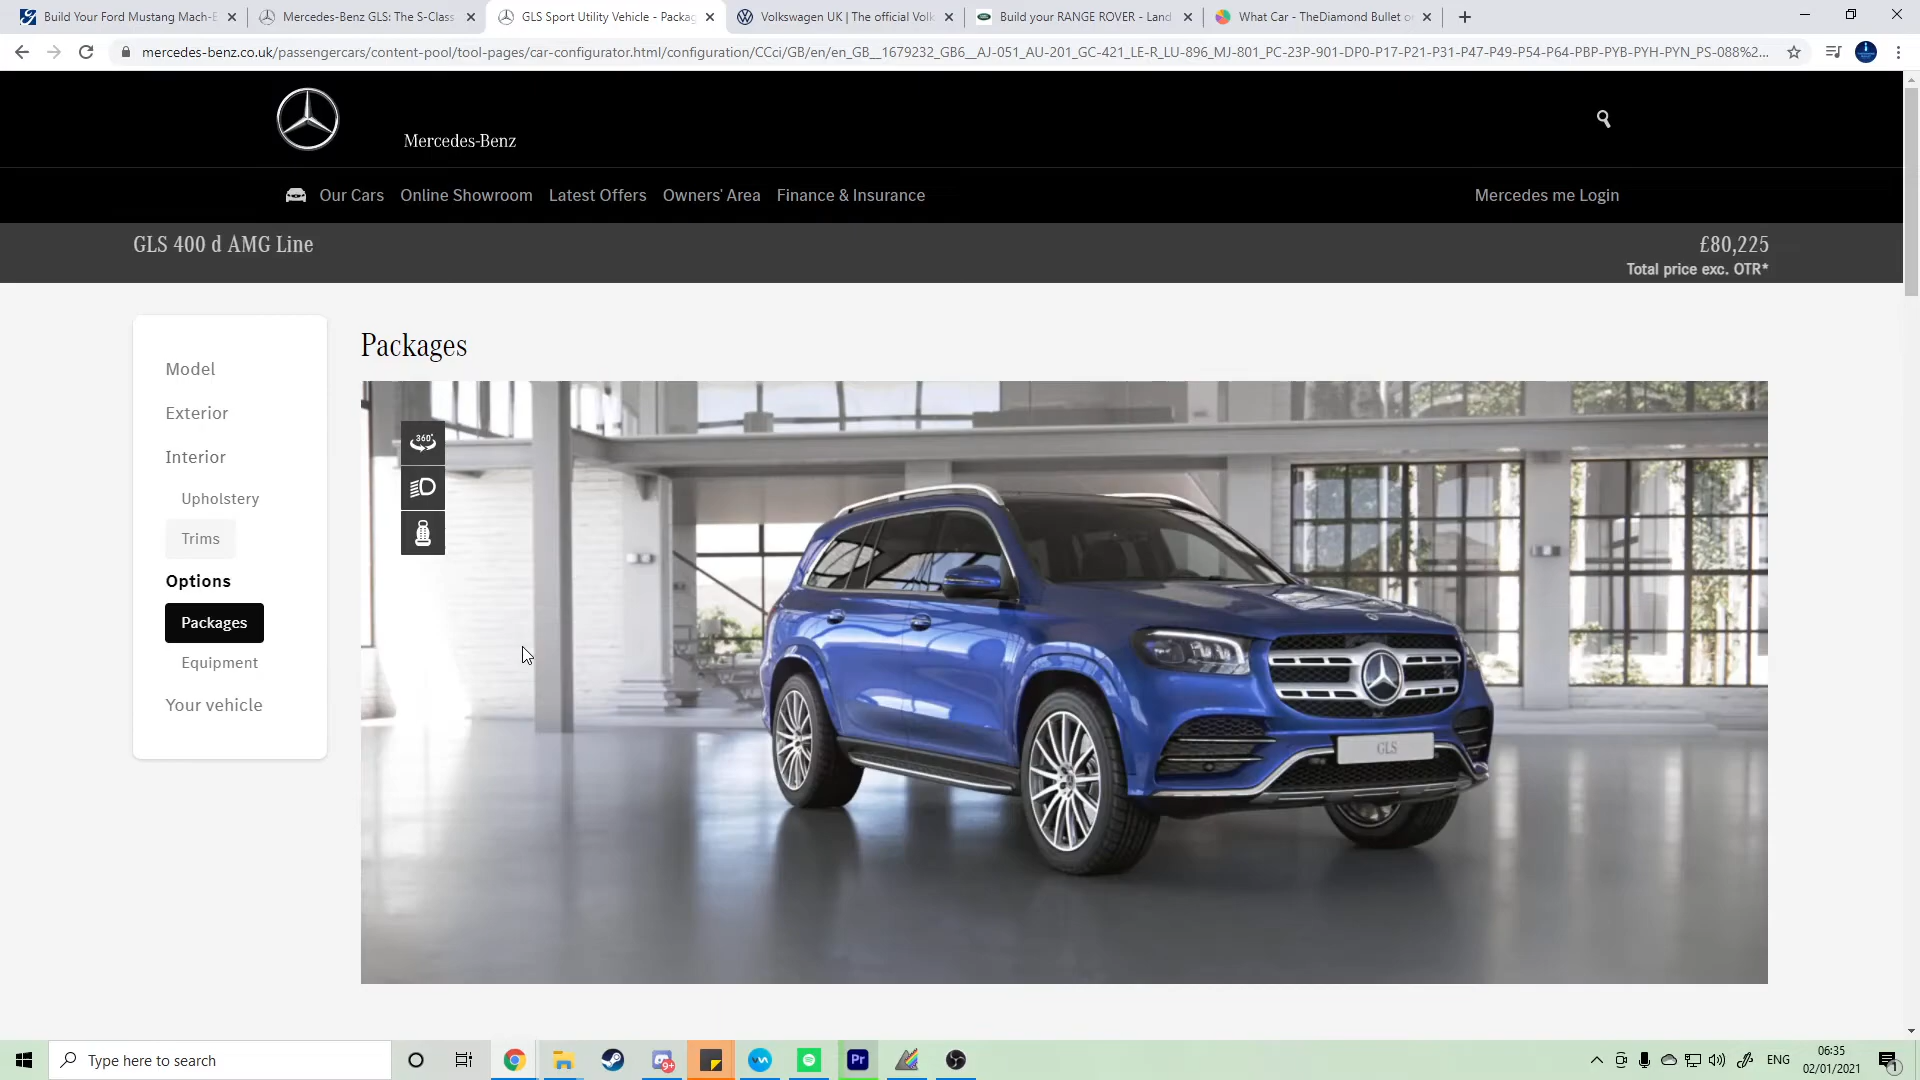 Build Your Ford Mustang Mach-E
Mercedes-Benz GLS: The S-Class
GLS Sport Utility Vehicle - Packag
Volkswagen UK | The official Volk
Build your RANGE ROVER - Land
What Car - TheDiamond Bullet o
mercedes-benz.co.uk/passengercars/content-pool/tool-pages/car-configurator.html/configuration/CCci/GB/en/en_GB__1679232_GB6__AJ-051_AU-201_GC-421_LE-R_LU-896_MJ-801_PC-23P-901-DP0-P17-P21-P31-P47-P49-P54-P64-PBP-PYB-PYH-PYN_PS-088%2...
Mercedes-Benz
Our Cars Online Showroom Latest Offers Owners' Area Finance & Insurance Mercedes me Login
GLS 400 d AMG Line £80,225
Total price exc. OTR*
Packages
Model
Exterior
Interior
Upholstery
Trims
Options
Packages
Equipment
Your vehicle
360°
GLS
Type here to search
9+
Pr
ENG
06:35
02/01/2021
1